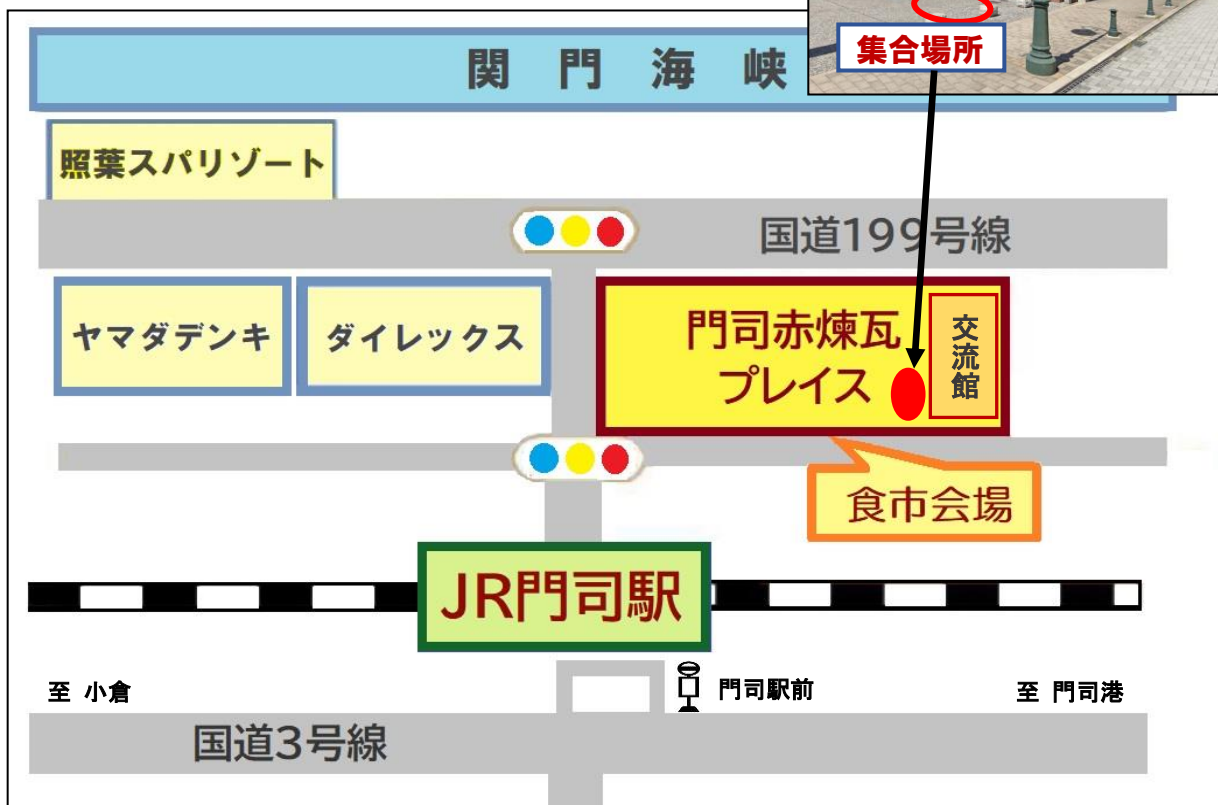 集合場所
関門海峡
照葉スパリゾート
国道199号線
ヤマダデンキ
ダイレックス
門司赤煉瓦
プレイス
交流館
食市会場
JR門司駅
至 小倉
門司駅前
至 門司港
国道3号線